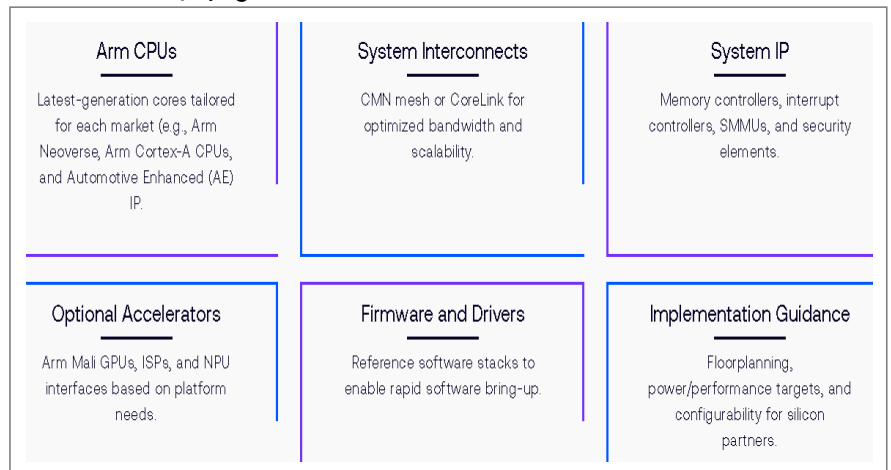 Arm CPUs
Latest-generation cores tailored
for each market (e.g., Arm
Neoverse, Arm Cortex-A CPUs,
and Automotive Enhanced (AE)
IP.
System Interconnects
CMN mesh or CoreLink for
optimized bandwidth and
scalability.
System IP
Memory controllers, interrupt
controllers, SMMUs, and security
elements.
Optional Accelerators
Arm Mali GPUs, ISPs, and NPU
interfaces based on platform
needs.
Firmware and Drivers
Reference software stacks to
enable rapid software bring-up.
Implementation Guidance
Floorplanning,
power/performance targets, and
configurability for silicon
partners.